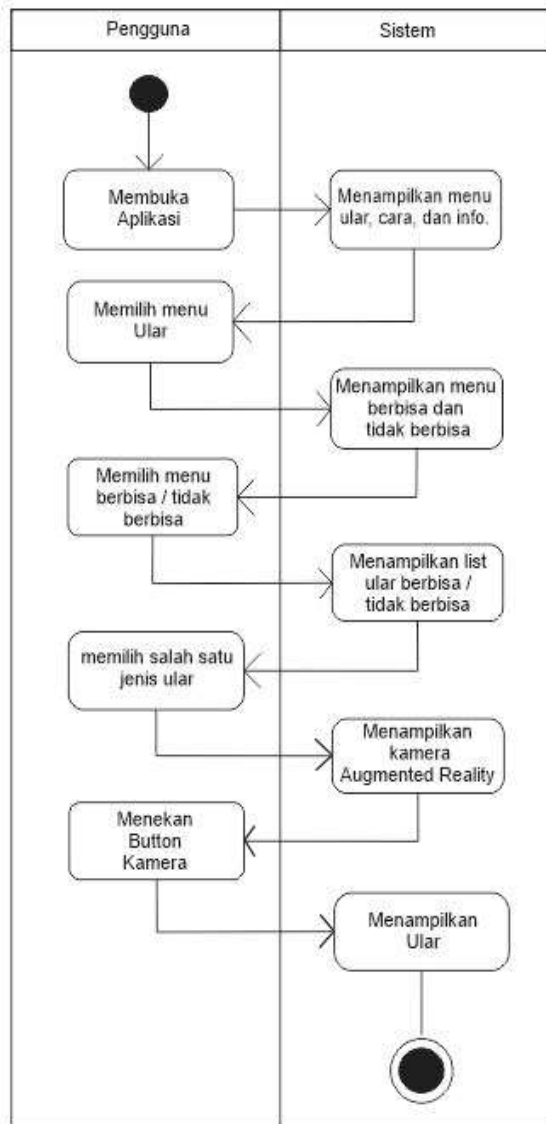 Pengguna
Sistem
Membuka
Aplikasi
Menampilkan menu
ular, cara, dan info.
Memilih menu
Ular
Menampilkan menu
berbisa dan
tidak berbisa
Memilih menu
berbisa / tidak
berbisa
Menampilkan list
ular berbisa /
tidak berbisa
memilih salah satu
jenis ular
Menampilkan
kamera
Augmented Reality
Menekan
Button
Kamera
Menampilkan
Ular